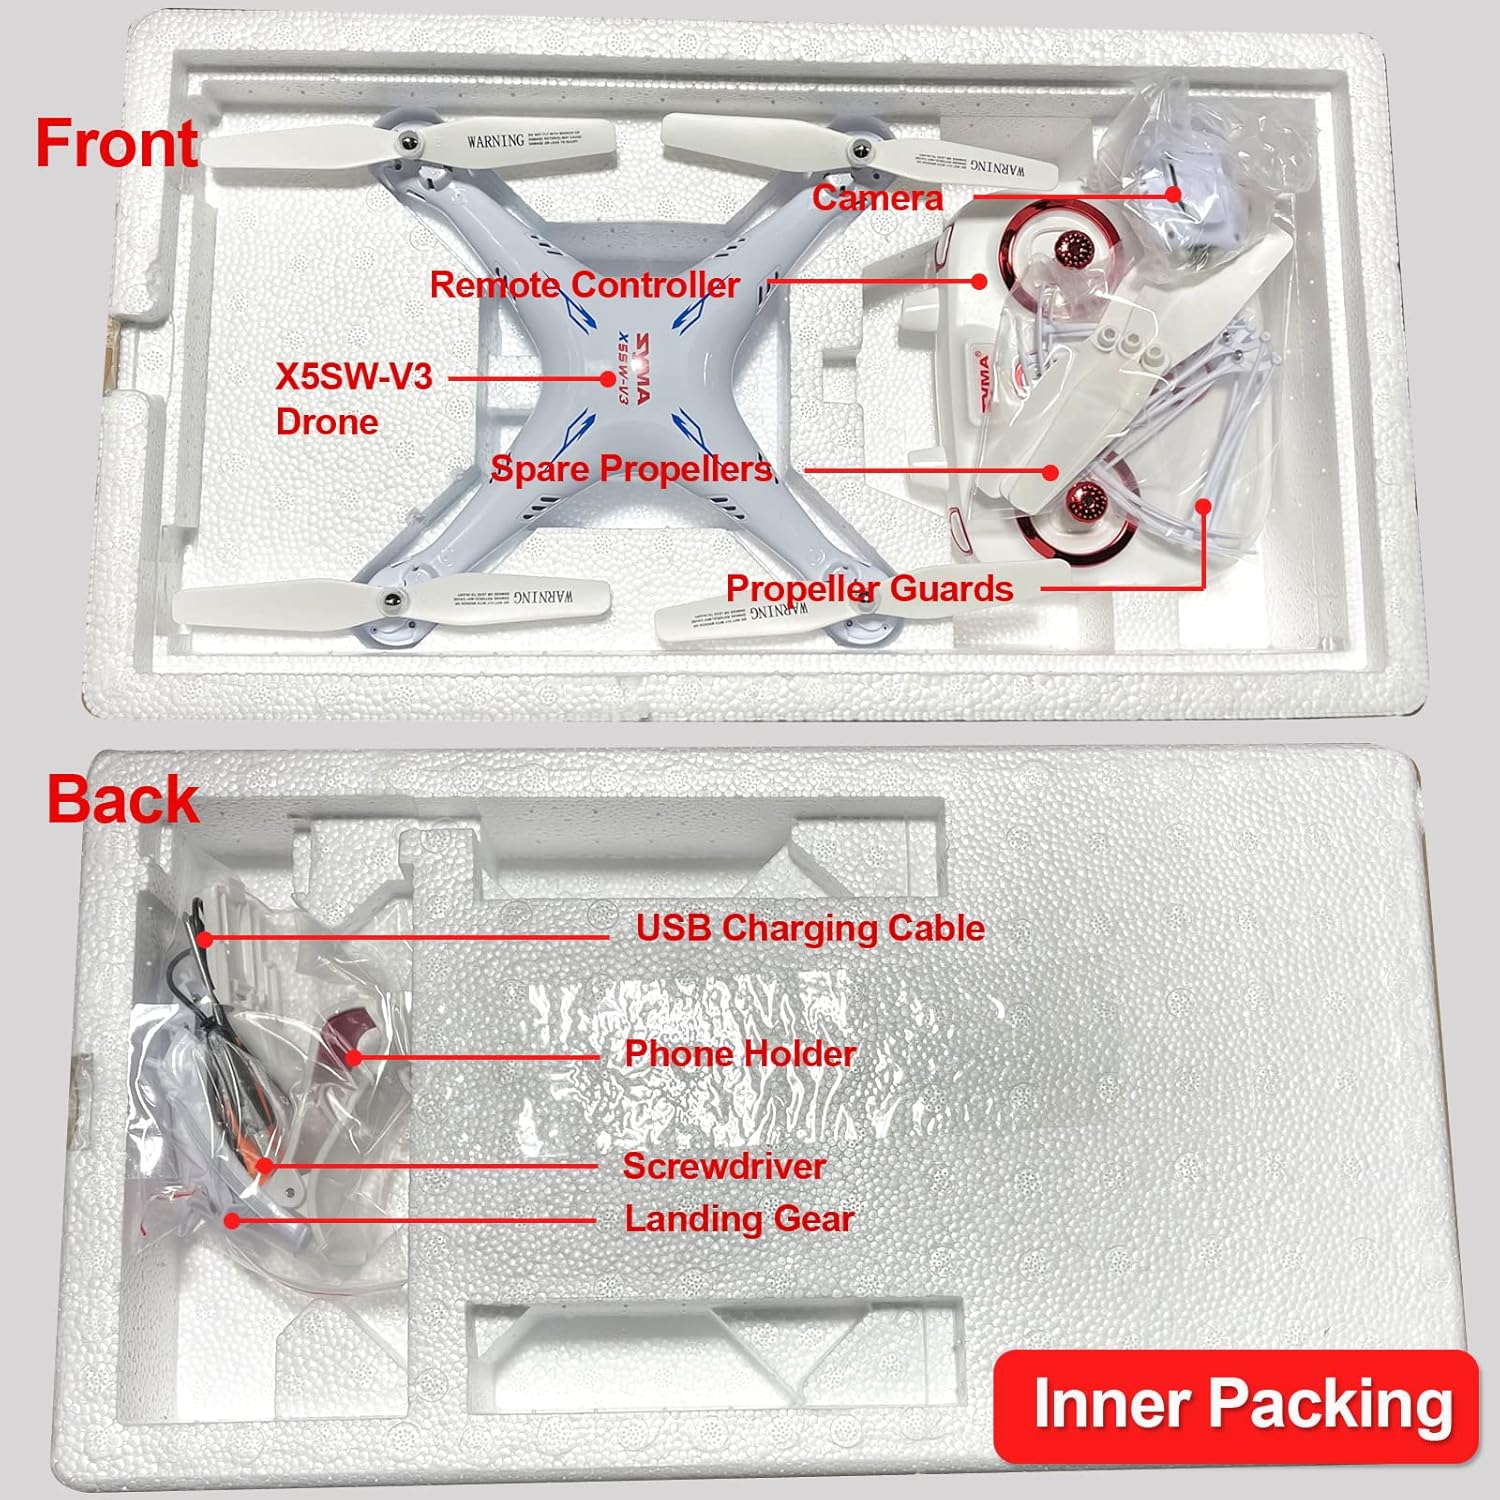 Front
WARNING
WARNING
Camera
Remote Controller
X5SW-V3
Drone
SYMA
X5SW-V3
SYMA®
Spare Propellers
WARNING
WARNING
Propeller Guards
Back
USB Charging Cable
Phone Holder
Screwdriver
Landing Gear
Inner Packing